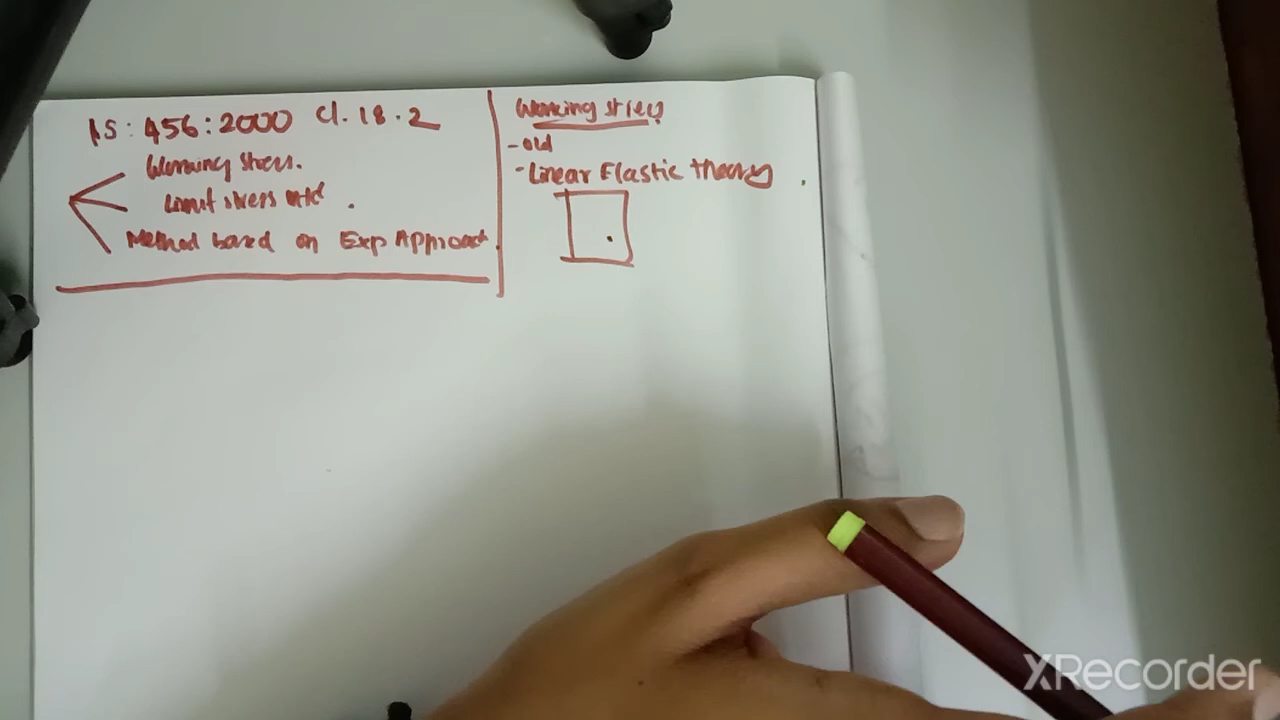 IS: 456:2000 cl. 18.2
Working stress.
Limit stress mtd.
Method based on Exp Approach
Working stress
- old
- Linear Elastic theory
XRecorder